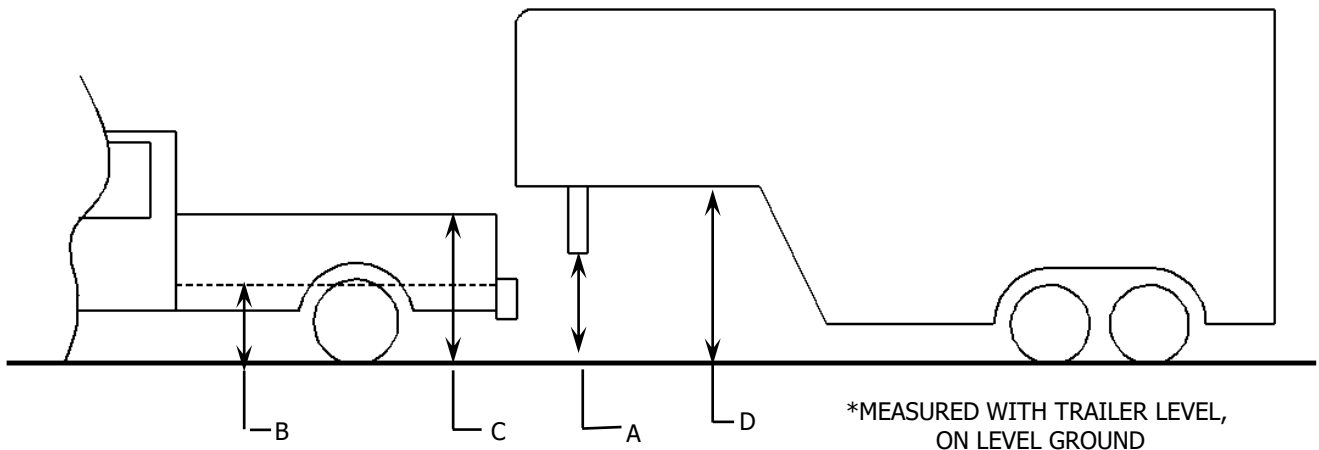 B
C
A
D
*MEASURED WITH TRAILER LEVEL,
ON LEVEL GROUND